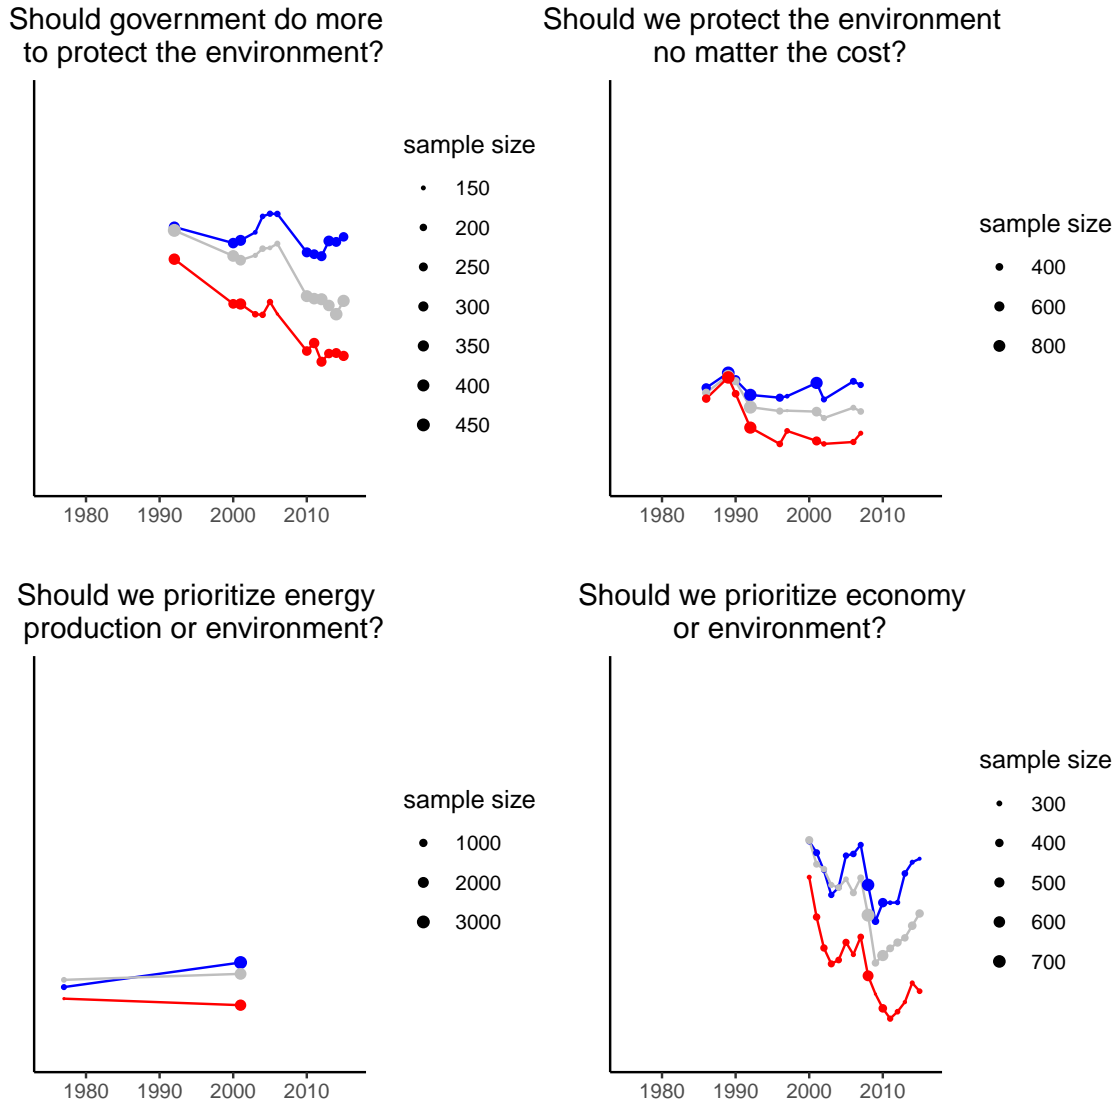 Should government do more
to protect the environment?
sample size
150
200
250
300
350
400
450
1980 1990 2000 2010
Should we protect the environment
no matter the cost?
sample size
400
600
800
1980 1990 2000 2010
Should we prioritize energy
production or environment?
sample size
1000
2000
3000
1980 1990 2000 2010
Should we prioritize economy
or environment?
sample size
300
400
500
600
700
1980 1990 2000 2010